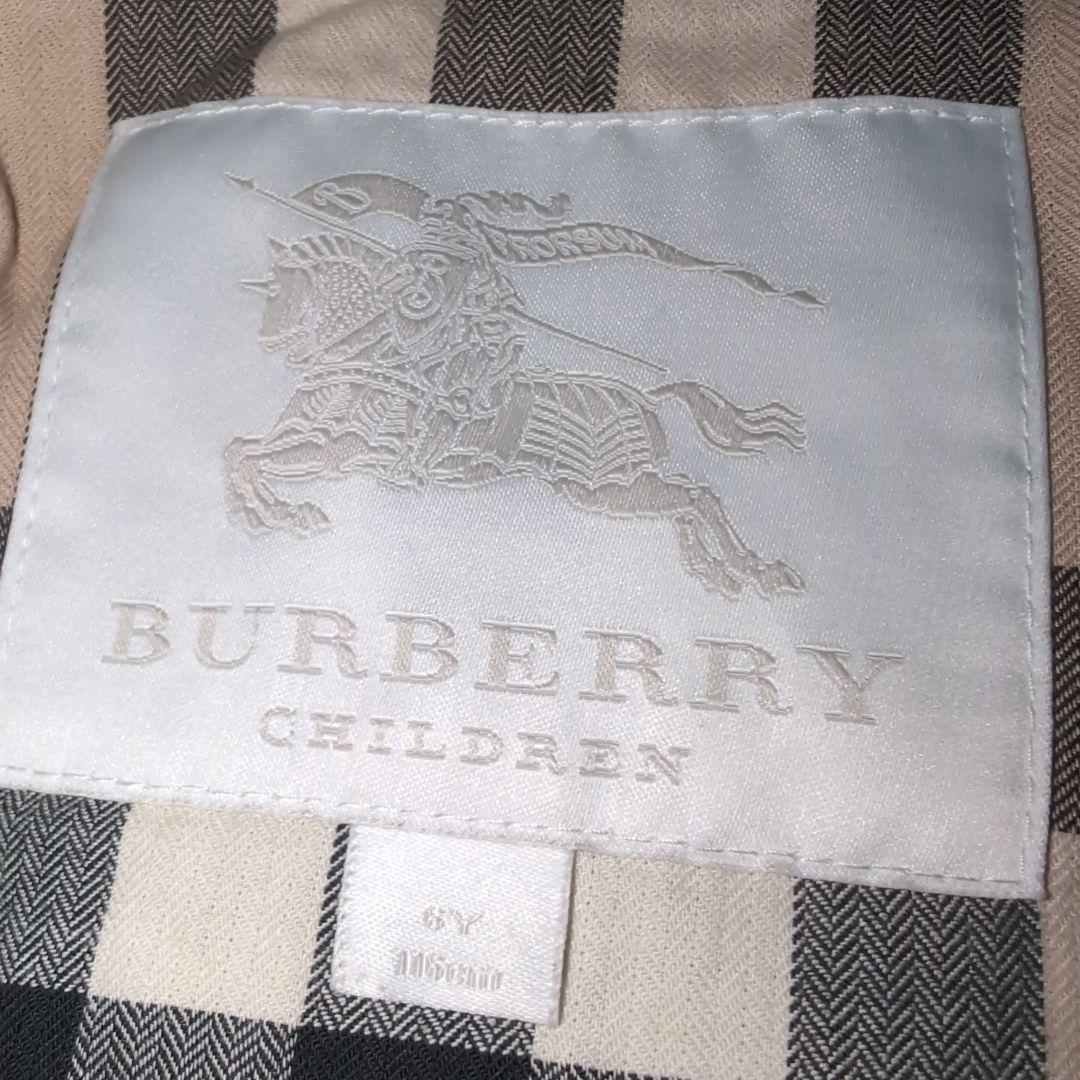 B
PRORSUM
BURBERRY
CHILDREN
6Y
116cm